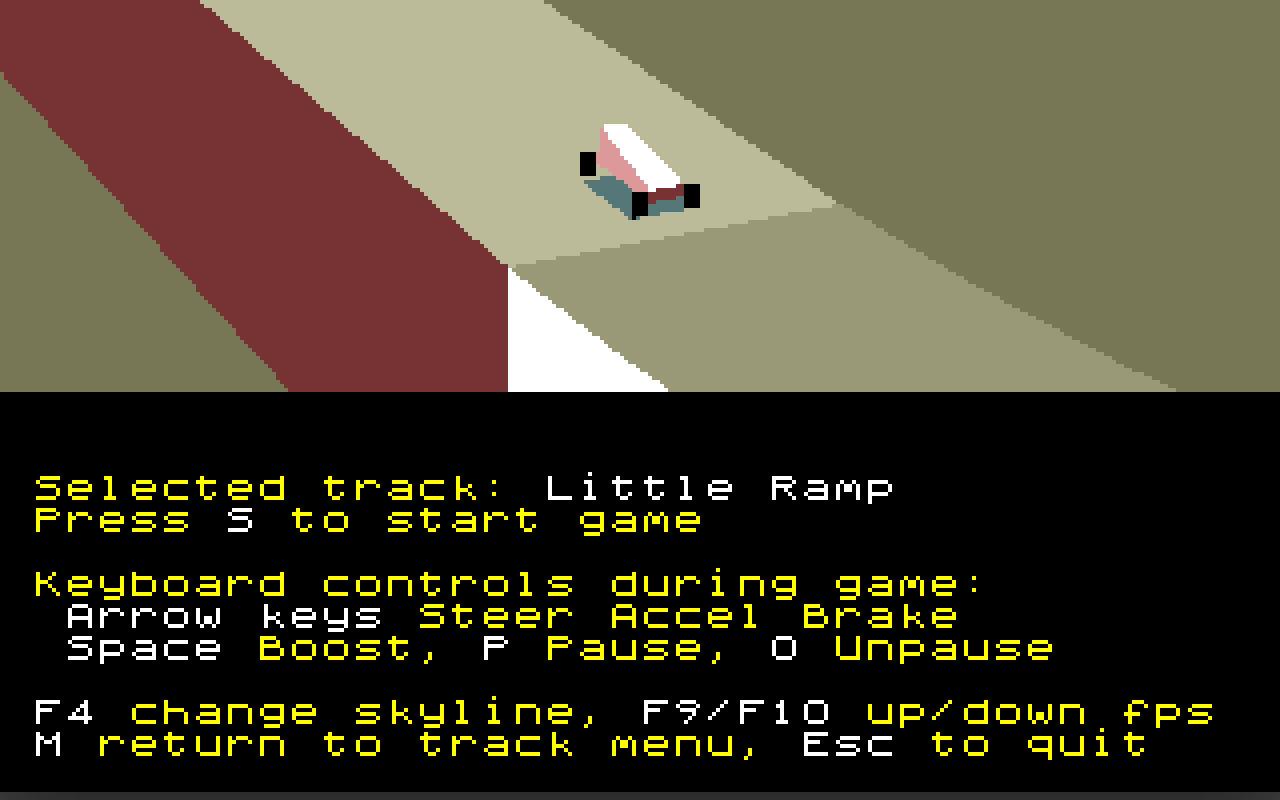 Selected track: Little Ramp
Press S to start game
Keyboard controls during game:
Arrow keys Steer Accel Brake
Space Boost, P Pause, O Unpause
F4 change skyline, F9/F10 up/down fps
M return to track menu, Esc to quit